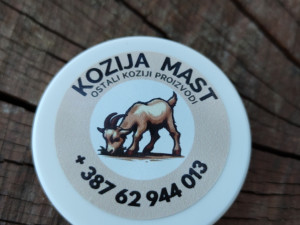 KOZIJA MAST
OSTALI KOZIJI PROIZVODI
+ 387 62 944 013